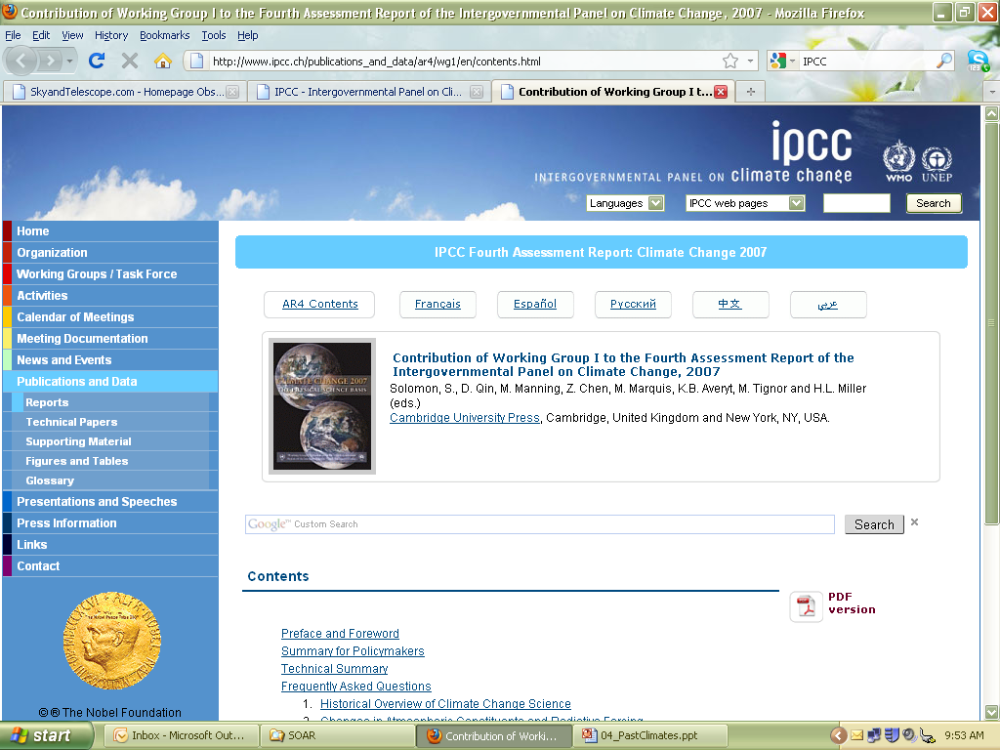 Contribution of Working Group I to the Fourth Assessment Report of the Intergovernmental Panel on Climate Change, 2007 - Mozilla Firefox
File Edit View History Bookmarks Tools Help
http://www.ipcc.ch/publications_and_data/ar4/wg1/en/contents.html
IPCC
SkyandTelescope.com - Homepage Obs...
IPCC - Intergovernmental Panel on Cli...
Contribution of Working Group I t...
ipcc
INTERGOVERNMENTAL PANEL ON climate change
WMO UNEP
Languages
IPCC web pages
Search
Home
Organization
Working Groups / Task Force
Activities
Calendar of Meetings
Meeting Documentation
News and Events
Publications and Data
Reports
Technical Papers
Supporting Material
Figures and Tables
Glossary
Presentations and Speeches
Press Information
Links
Contact
©® The Nobel Foundation
IPCC Fourth Assessment Report: Climate Change 2007
AR4 Contents
Français
Español
Русский
中文
عربي
CLIMATE CHANGE 2007
THE PHYSICAL SCIENCE BASIS
Contribution of Working Group I to the Fourth Assessment Report of the
Intergovernmental Panel on Climate Change, 2007
Solomon, S., D. Qin, M. Manning, Z. Chen, M. Marquis, K.B. Averyt, M. Tignor and H.L. Miller
(eds.)
Cambridge University Press, Cambridge, United Kingdom and New York, NY, USA.
Google™ Custom Search
Search
Contents
PDF
version
Preface and Foreword
Summary for Policymakers
Technical Summary
Frequently Asked Questions
1. Historical Overview of Climate Change Science
2. Changes in Atmospheric Constituents and Radiative Forcing
start
Inbox - Microsoft Out...
SOAR
Contribution of Worki...
04_PastClimates.ppt
9:53 AM